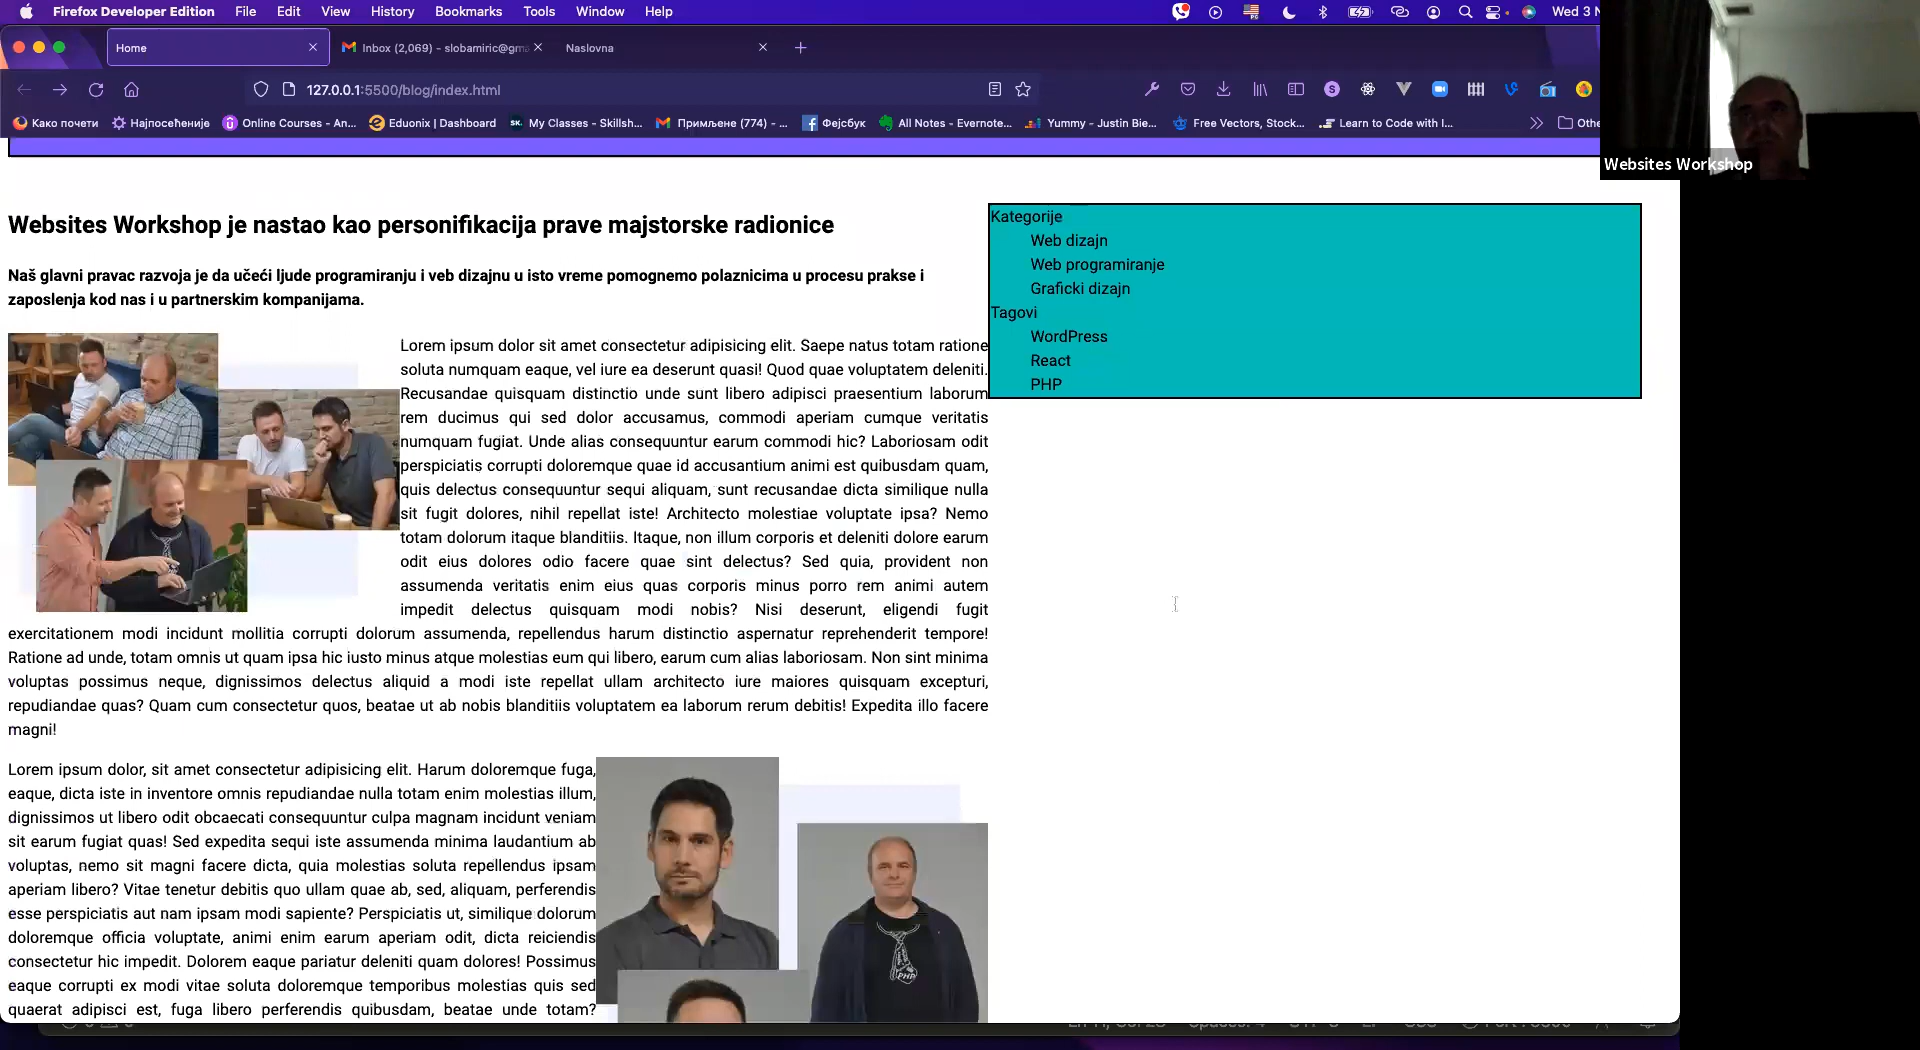 Firefox Developer Edition File Edit View History Bookmarks Tools Window Help Wed 3 N
Home Inbox (2,069) - slobamiric@gm Naslovna
127.0.0.1:5500/blog/index.html
Како почети Најпосећеније Online Courses - An... Eduonix | Dashboard My Classes - Skillsh... Примљене (774) - ... Фејсбук All Notes - Evernote... Yummy - Justin Bie... Free Vectors, Stock... Learn to Code with I... Othe
Websites Workshop
Websites Workshop je nastao kao personifikacija prave majstorske radionice
Naš glavni pravac razvoja je da učeći ljude programiranju i veb dizajnu u isto vreme pomognemo polaznicima u procesu prakse i
zaposlenja kod nas i u partnerskim kompanijama.
Lorem ipsum dolor sit amet consectetur adipisicing elit. Saepe natus totam ratione
soluta numquam eaque, vel iure ea deserunt quasi! Quod quae voluptatem deleniti.
Recusandae quisquam distinctio unde sunt libero adipisci praesentium laborum
rem ducimus qui sed dolor accusamus, commodi aperiam cumque veritatis
numquam fugiat. Unde alias consequuntur earum commodi hic? Laboriosam odit
perspiciatis corrupti doloremque quae id accusantium animi est quibusdam quam,
quis delectus consequuntur sequi aliquam, sunt recusandae dicta similique nulla
sit fugit dolores, nihil repellat iste! Architecto molestiae voluptate ipsa? Nemo
totam dolorum itaque blanditiis. Itaque, non illum corporis et deleniti dolore earum
odit eius dolores odio facere quae sint delectus? Sed quia, provident non
assumenda veritatis enim eius quas corporis minus porro rem animi autem
impedit delectus quisquam modi nobis? Nisi deserunt, eligendi fugit
exercitationem modi incidunt mollitia corrupti dolorum assumenda, repellendus harum distinctio aspernatur reprehenderit tempore!
Ratione ad unde, totam omnis ut quam ipsa hic iusto minus atque molestias eum qui libero, earum cum alias laboriosam. Non sint minima
voluptas possimus neque, dignissimos delectus aliquid a modi iste repellat ullam architecto iure maiores quisquam excepturi,
repudiandae quas? Quam cum consectetur quos, beatae ut ab nobis blanditiis voluptatem ea laborum rerum debitis! Expedita illo facere
magni!
Lorem ipsum dolor, sit amet consectetur adipisicing elit. Harum doloremque fuga,
eaque, dicta iste in inventore omnis repudiandae nulla totam enim molestias illum,
dignissimos ut libero odit obcaecati consequuntur culpa magnam incidunt veniam
sit earum fugiat quas! Sed expedita sequi iste assumenda minima laudantium ab
voluptas, nemo sit magni facere dicta, quia molestias soluta repellendus ipsam
aperiam libero? Vitae tenetur debitis quo ullam quae ab, sed, aliquam, perferendis
esse perspiciatis aut nam ipsam modi sapiente? Perspiciatis ut, similique dolorum
doloremque officia voluptate, animi enim earum aperiam odit, dicta reiciendis
consectetur hic impedit. Dolorem eaque pariatur deleniti quam dolores! Possimus
eaque corrupti ex modi vitae soluta doloremque temporibus molestias quis sed
quaerat adipisci est, fuga libero perferendis quibusdam, beatae unde totam?
Kategorije
Web dizajn
Web programiranje
Graficki dizajn
Tagovi
WordPress
React
PHP